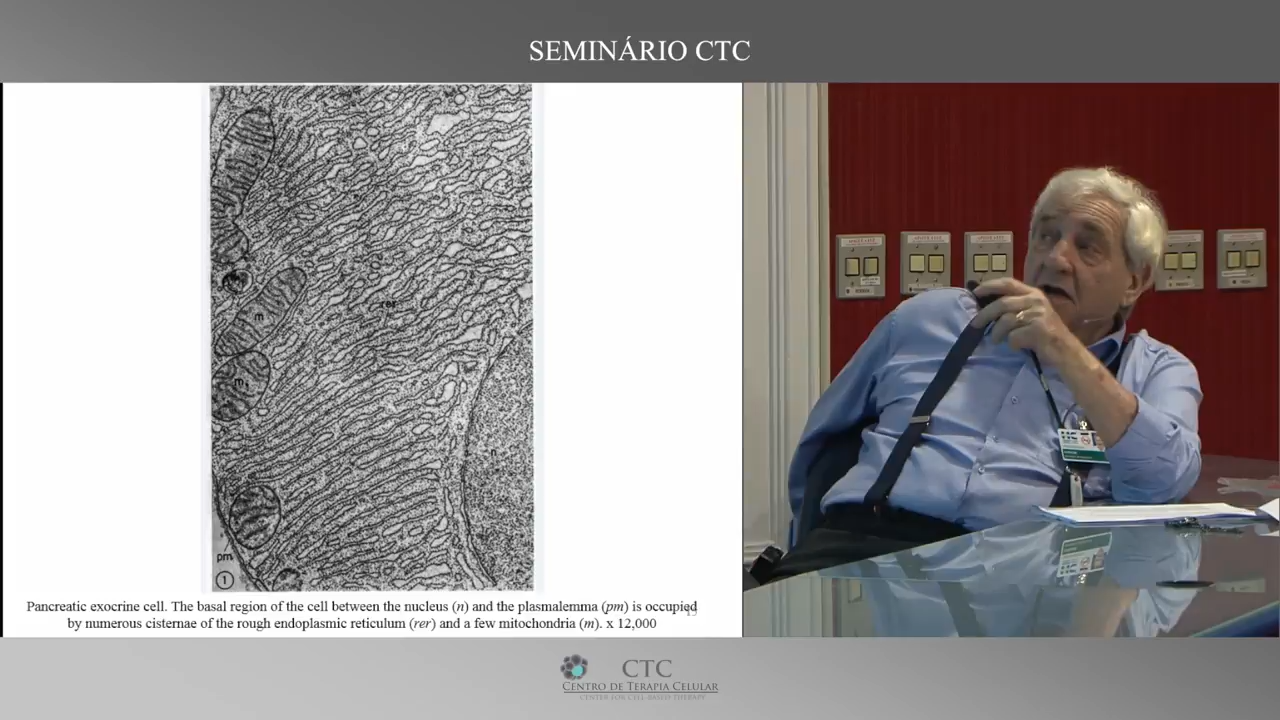 SEMINÁRIO CTC
rer
m
m
n
pm
1
Pancreatic exocrine cell. The basal region of the cell between the nucleus (n) and the plasmalemma (pm) is occupied
by numerous cisternae of the rough endoplasmic reticulum (rer) and a few mitochondria (m). x 12,000
13
CTC
CENTRO DE TERAPIA CELULAR
CENTER FOR CELL-BASED THERAPY